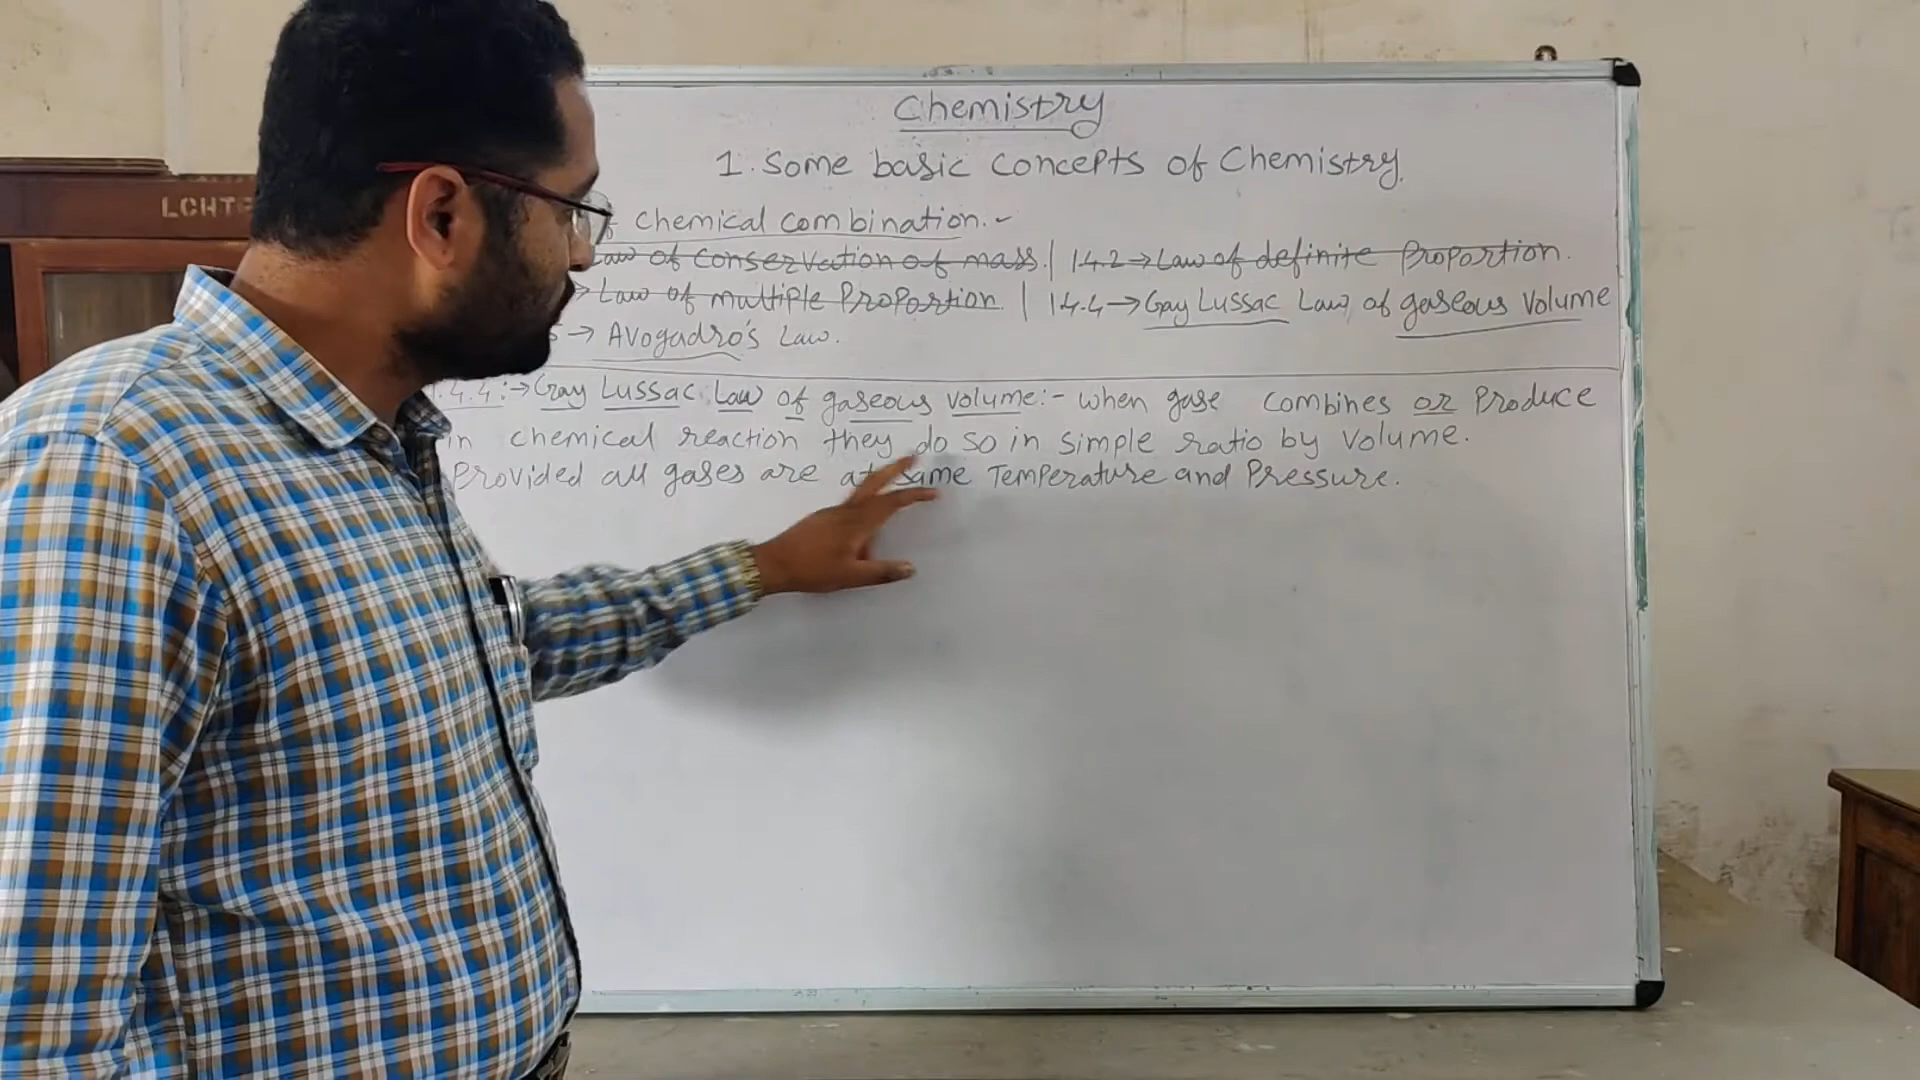 Chemistry
1. Some basic concepts of Chemistry.
LCHT
chemical combination.-
Law of conservation of mass. | 1.4.2→Law of definite Proportion.
→ Law of multiple Proportion. | 1.4.4→Gay Lussac Law of gaseous volume
5 → Avogadro's Law.
1.4.4:→Gay Lussac Law of gaseous volume:- when gase combines or Produce
in chemical reaction they do so in simple ratio by volume.
Provided all gases are at same Temperature and Pressure.